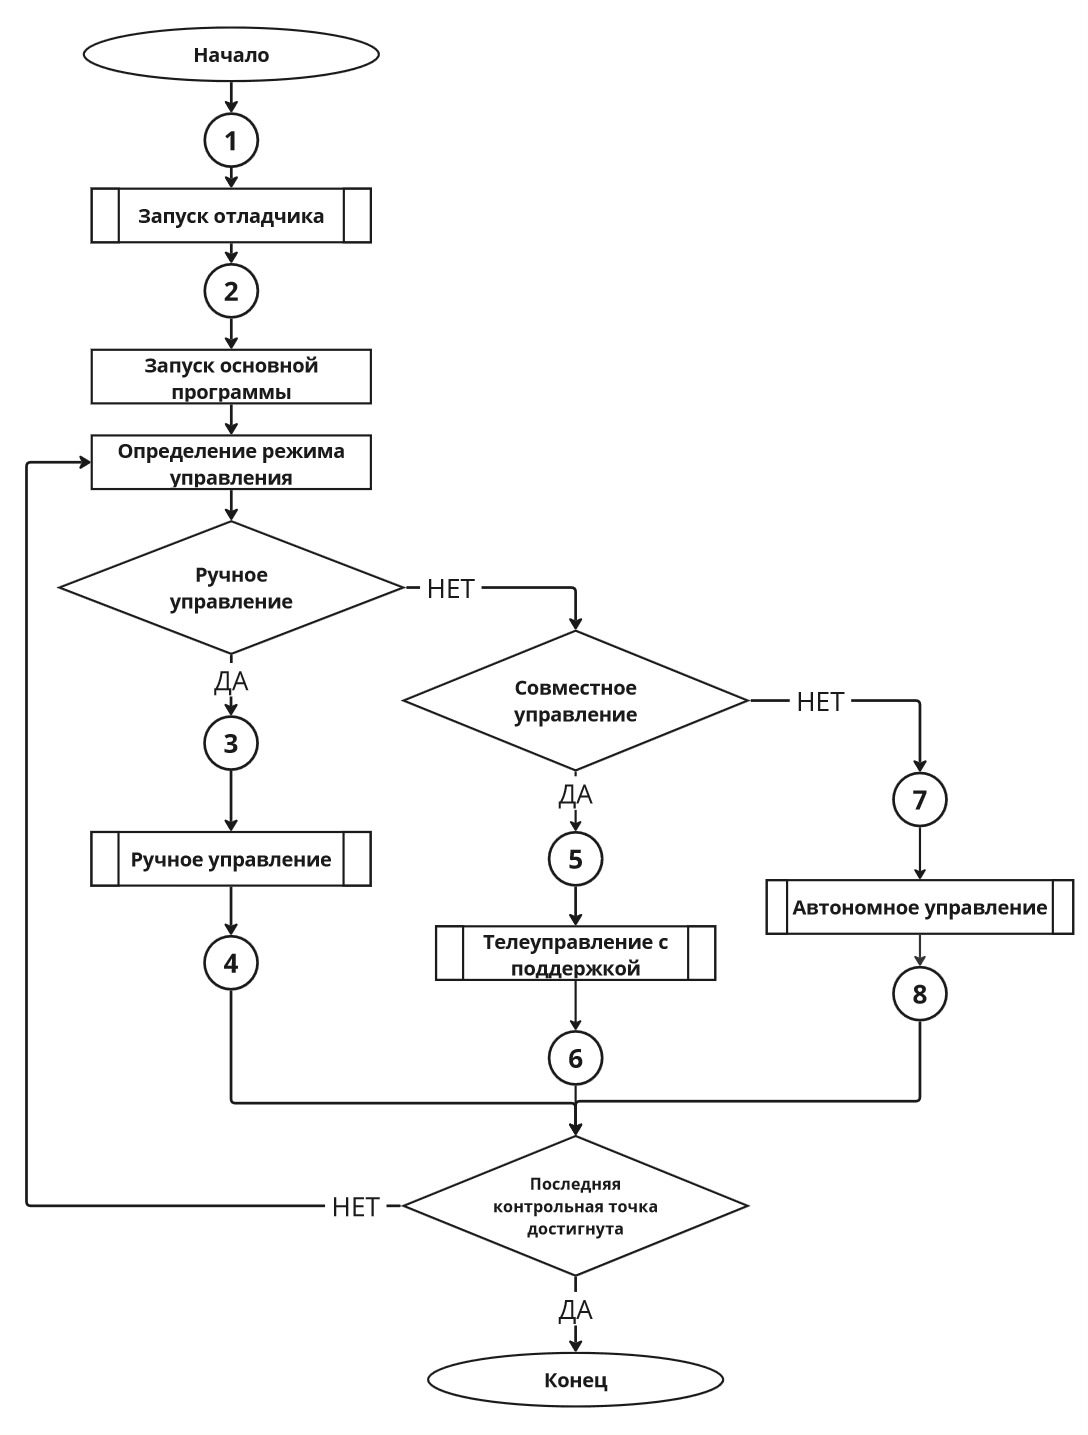 Начало
1
Запуск отладчика
2
Запуск основной
программы
Определение режима
управления
Ручное
управление
НЕТ
ДА
Совместное
управление
НЕТ
3
ДА
7
Ручное управление
5
Автономное управление
4
Телеуправление с
поддержкой
8
6
Последняя
контрольная точка
достигнута
НЕТ
ДА
Конец